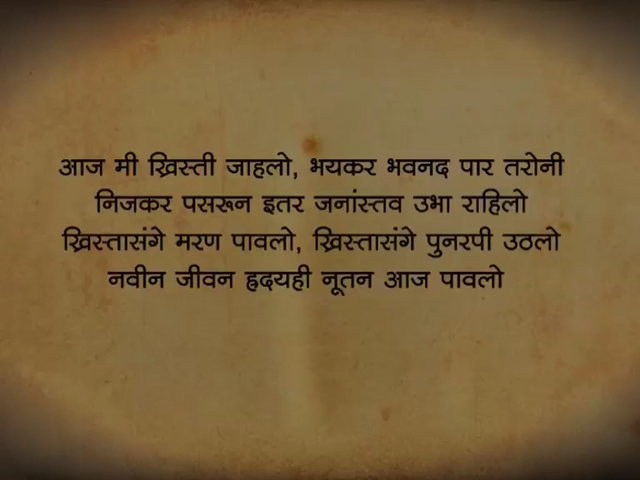 आज मी ख्रिस्ती जाहलो, भयकर भवनद पार तरोनी
निजकर पसरून इतर जनांस्तव उभा राहिलो
ख्रिस्तासंगे मरण पावलो, ख्रिस्तासंगे पुनरपी उठलो
नवीन जीवन ह्रदयही नूतन आज पावलो